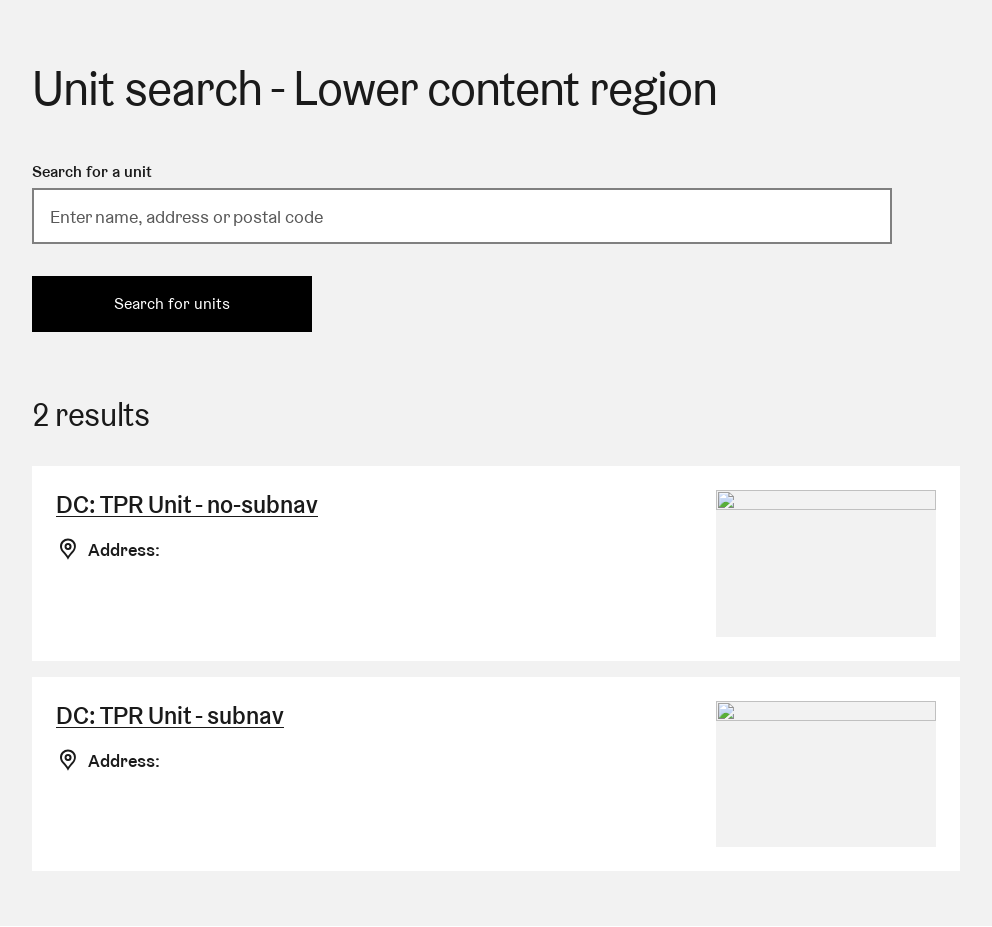 Unit search - Lower content region
Search for a unit
Enter name, address or postal code
Search for units
2 results
DC: TPR Unit - no-subnav
Address:
DC: TPR Unit - subnav
Address: